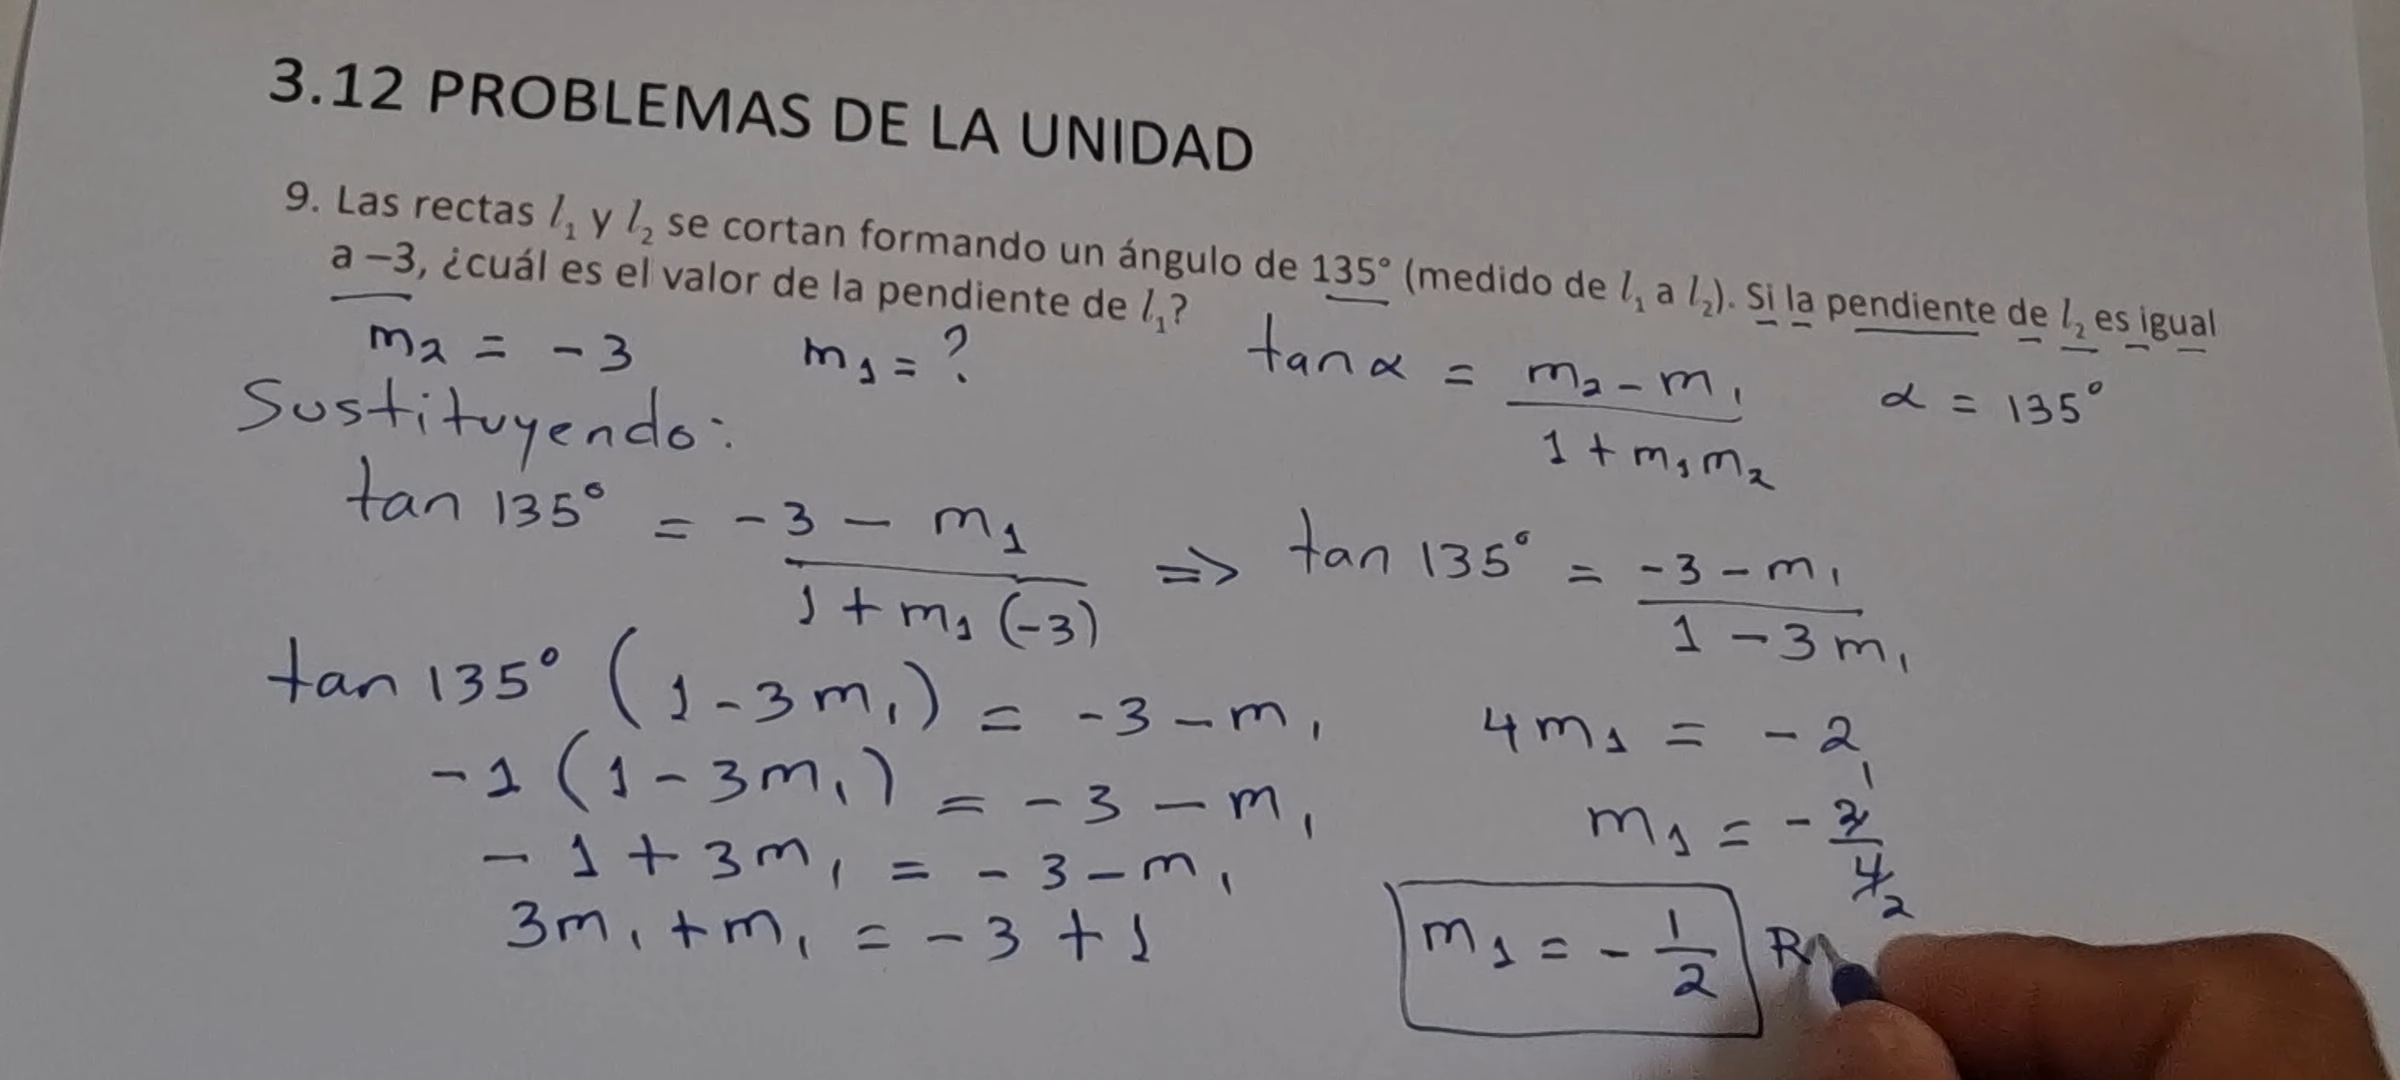 3.12 PROBLEMAS DE LA UNIDAD
9. Las rectas l₁ y l₂ se cortan formando un ángulo de 135° (medido de l₁ a l₂). Si la pendiente de l₂ es igual
a −3, ¿cuál es el valor de la pendiente de l₁?
m₂ = -3 m₁ = ? tan α = (m₂ - m₁)/(1 + m₁m₂) α = 135°
Sustituyendo:
tan 135° = (-3 - m₁)/(1 + m₁(-3)) => tan 135° = (-3 - m₁)/(1 - 3m₁)
tan 135° (1 - 3m₁) = -3 - m₁
-1 (1 - 3m₁) = -3 - m₁
-1 + 3m₁ = -3 - m₁
3m₁ + m₁ = -3 + 1
4m₁ = -2
m₁ = -2/4 1 2
m₁ = -1/2 R